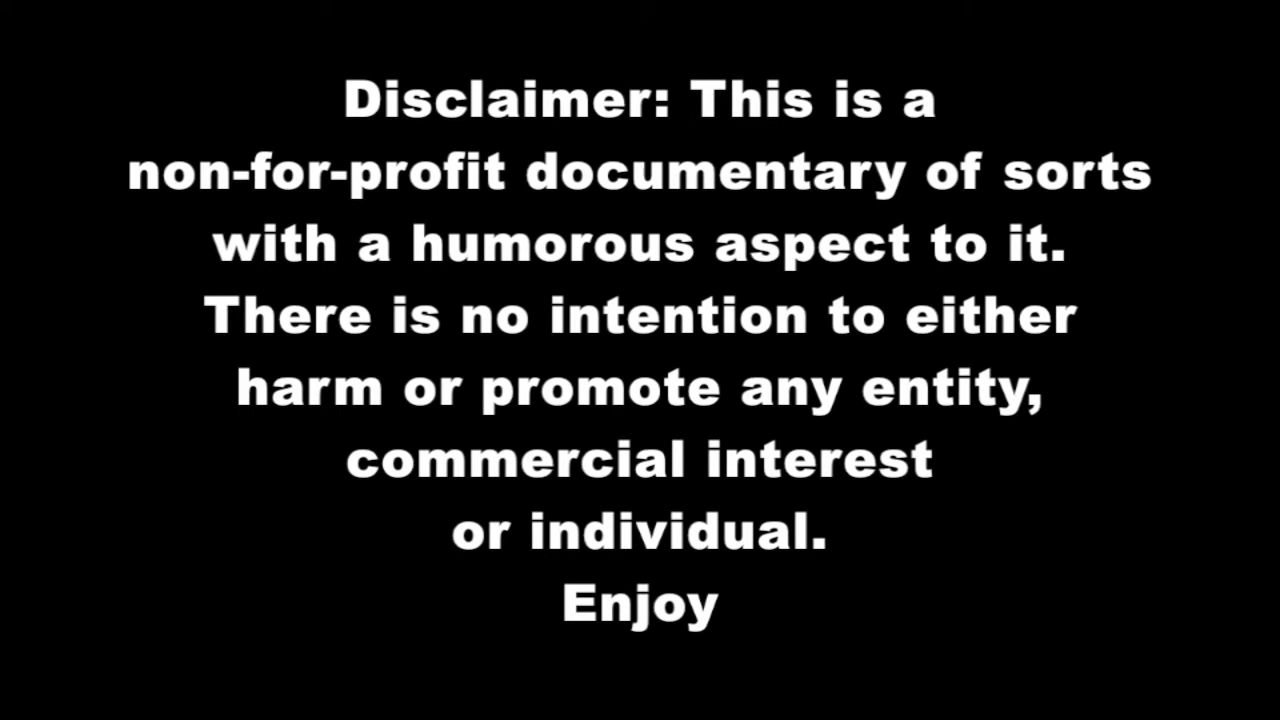 Disclaimer: This is a
non-for-profit documentary of sorts
with a humorous aspect to it.
There is no intention to either
harm or promote any entity,
commercial interest
or individual.
Enjoy